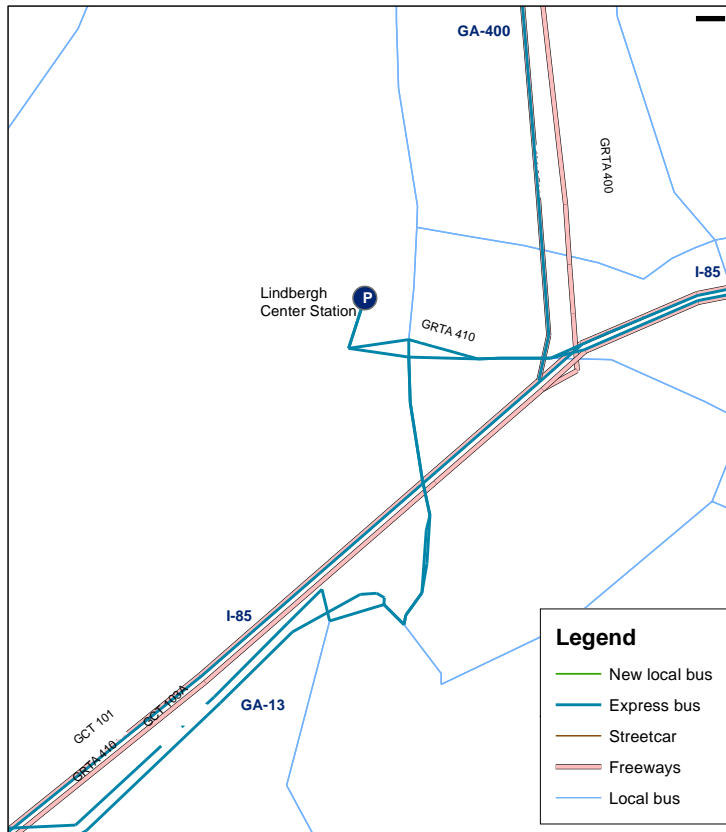 GA-400
GRTA 400
I-85
P
Lindbergh
Center Station
GRTA 410
I-85
GCT 103A
GA-13
GCT 101
GRTA 410
Legend
New local bus
Express bus
Streetcar
Freeways
Local bus